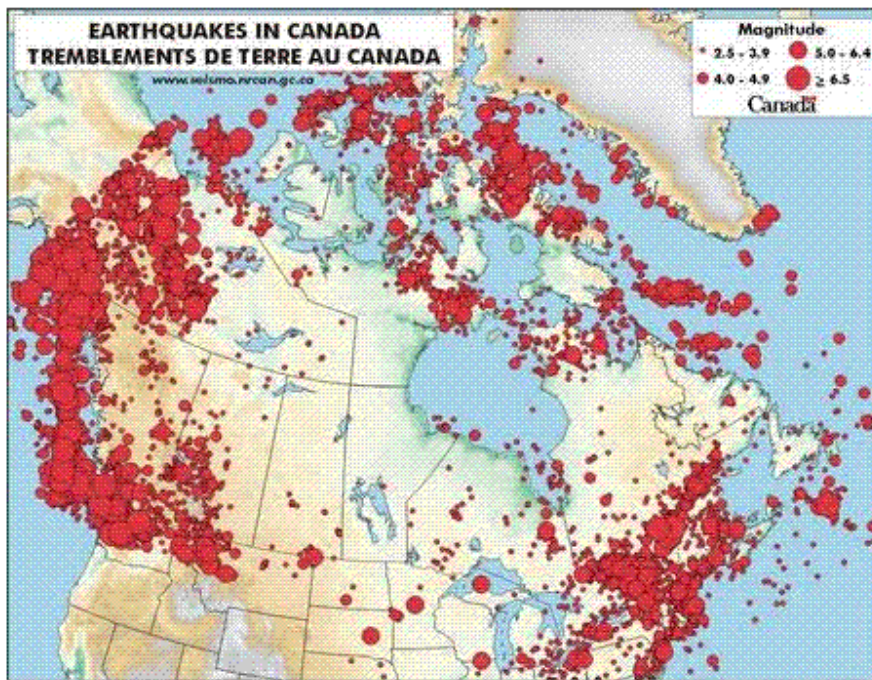 EARTHQUAKES IN CANADA
TREMBLEMENTS DE TERRE AU CANADA
www.seismo.nrcan.gc.ca
Magnitude
2.5 - 3.9
5.0 - 6.4
4.0 - 4.9
≥ 6.5
Canada